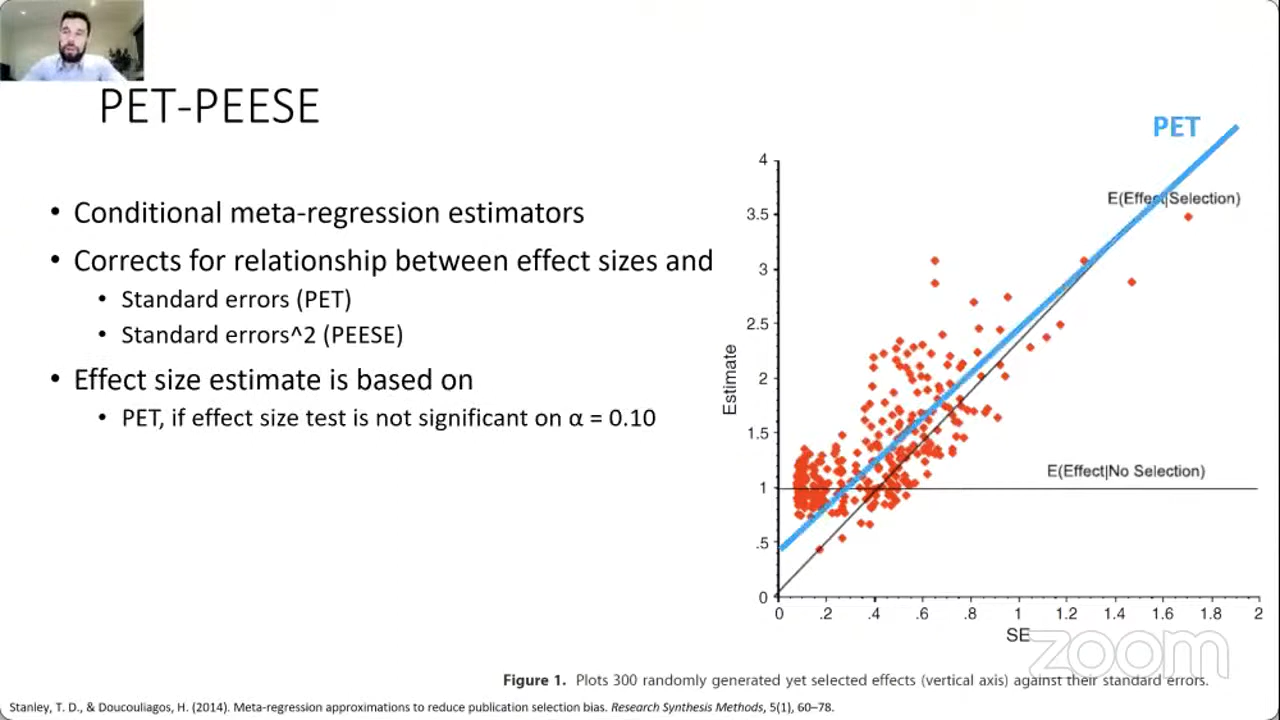 PET-PEESE
• Conditional meta-regression estimators
• Corrects for relationship between effect sizes and
• Standard errors (PET)
• Standard errors^2 (PEESE)
• Effect size estimate is based on
• PET, if effect size test is not significant on α = 0.10
PET
E(Effect|Selection)
E(Effect|No Selection)
Estimate
4
3.5
3
2.5
2
1.5
1
.5
0
0 .2 .4 .6 .8 1 1.2 1.4 1.6 1.8 2
SE
zoom
Figure 1. Plots 300 randomly generated yet selected effects (vertical axis) against their standard errors.
Stanley, T. D., & Doucouliagos, H. (2014). Meta-regression approximations to reduce publication selection bias. Research Synthesis Methods, 5(1), 60–78.